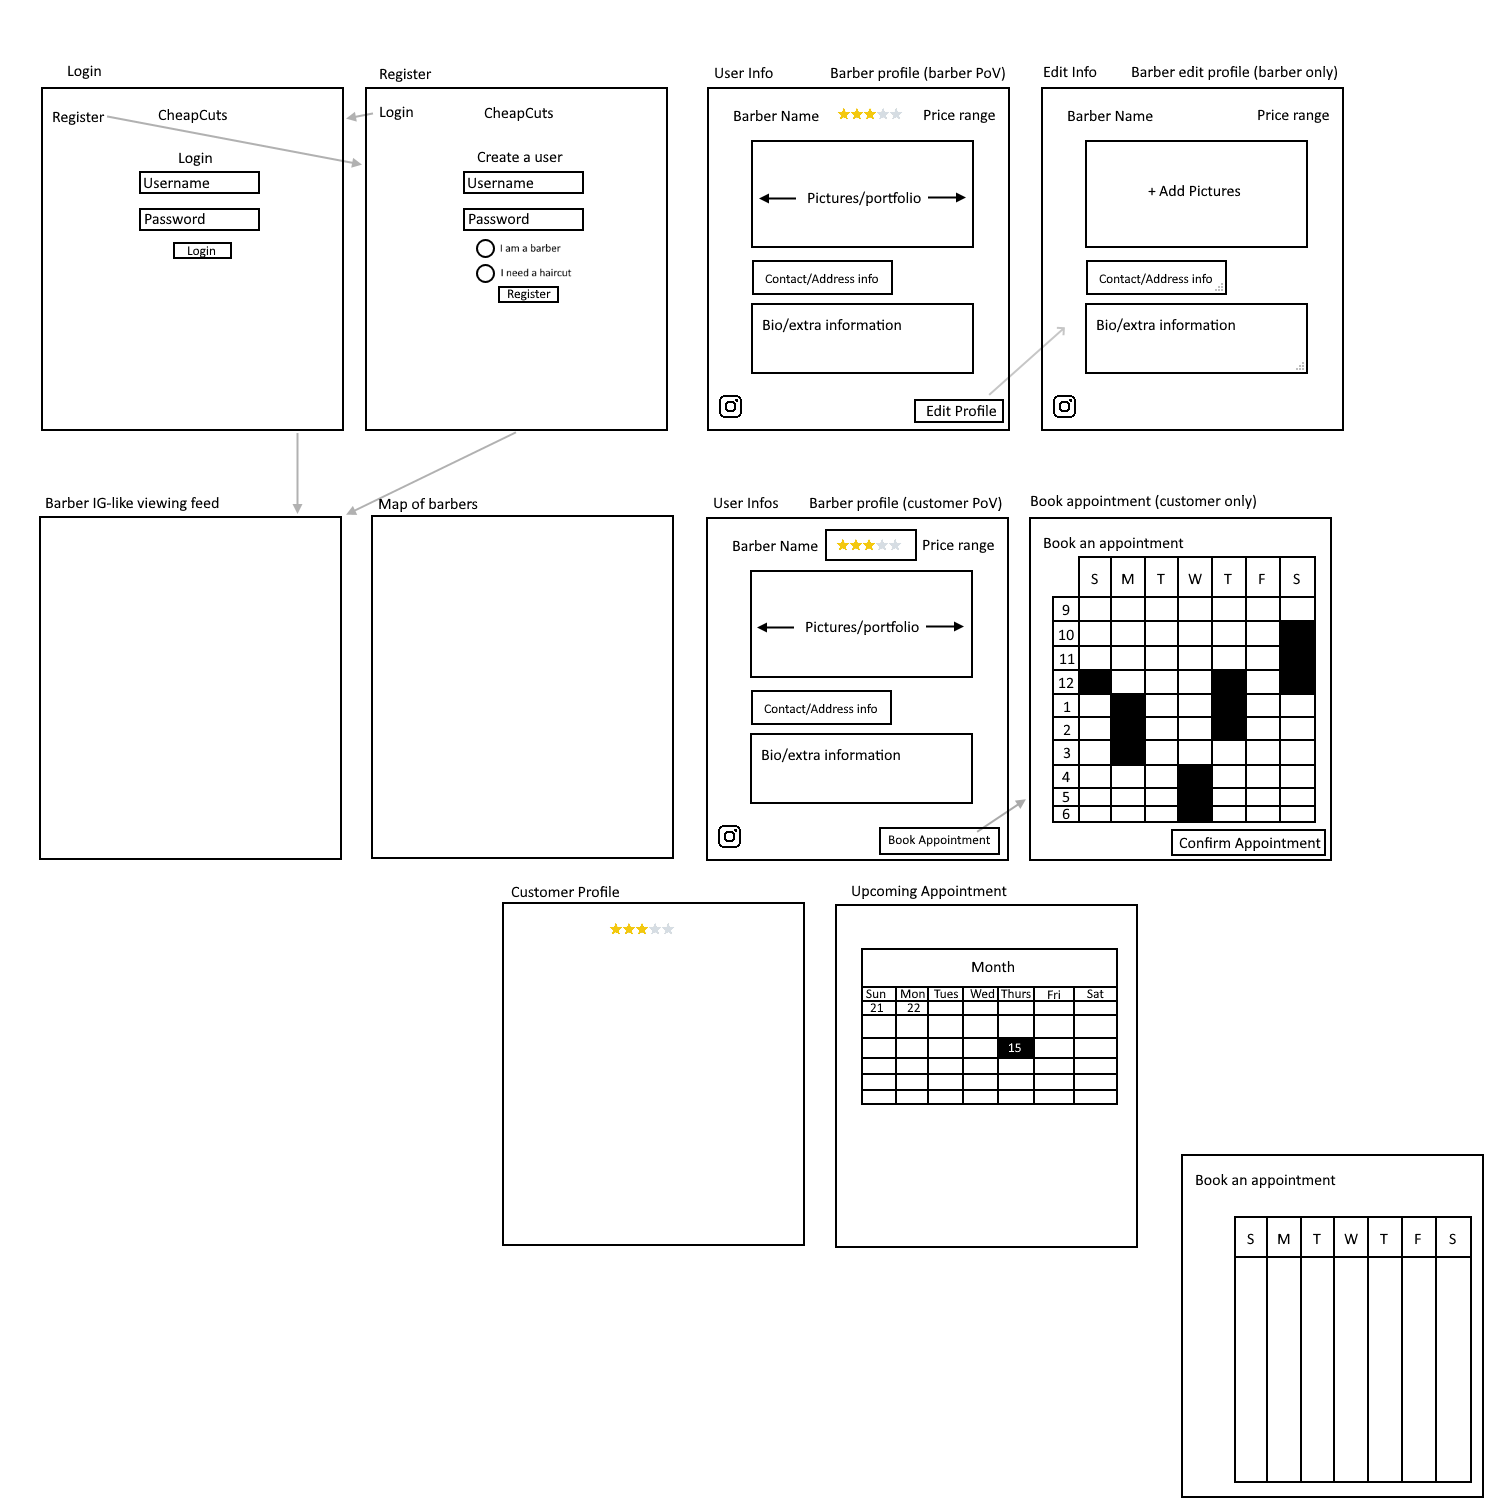 Login
Register
CheapCuts
Login
Username
Password
Login
Register
Login
CheapCuts
Create a user
Username
Password
I am a barber
I need a haircut
Register
User Info
Barber profile (barber PoV)
Barber Name
Price range
Pictures/portfolio
Contact/Address info
Bio/extra information
Edit Profile
Edit Info
Barber edit profile (barber only)
Barber Name
Price range
+ Add Pictures
Contact/Address info
Bio/extra information
Barber IG-like viewing feed
Map of barbers
User Infos
Barber profile (customer PoV)
Barber Name
Price range
Pictures/portfolio
Contact/Address info
Bio/extra information
Book Appointment
Book appointment (customer only)
Book an appointment
S M T W T F S
9
10
11
12
1
2
3
4
5
6
Confirm Appointment
Customer Profile
Upcoming Appointment
Month
Sun Mon Tues Wed Thurs Fri Sat
21 22
15
Book an appointment
S M T W T F S